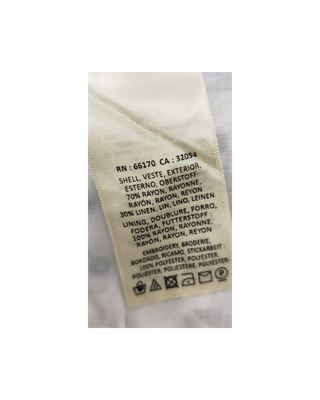 RN : 66170 CA : 32054
SHELL, VESTE, EXTERIOR,
ESTERNO, OBERSTOFF:
70% RAYON, RAYONNE,
RAYÓN, RAYON, REYON
30% LINEN, LIN, LINO, LEINEN
LINING, DOUBLURE, FORRO,
FODERA, FUTTERSTOFF:
100% RAYON, RAYONNE,
RAYÓN, RAYON, REYON
EMBROIDERY, BRODERIE,
BORDADO, RICAMO, STICKARBEIT:
100% POLYESTER, POLYESTER,
POLIÉSTER, POLIESTERE, POLYESTER
P